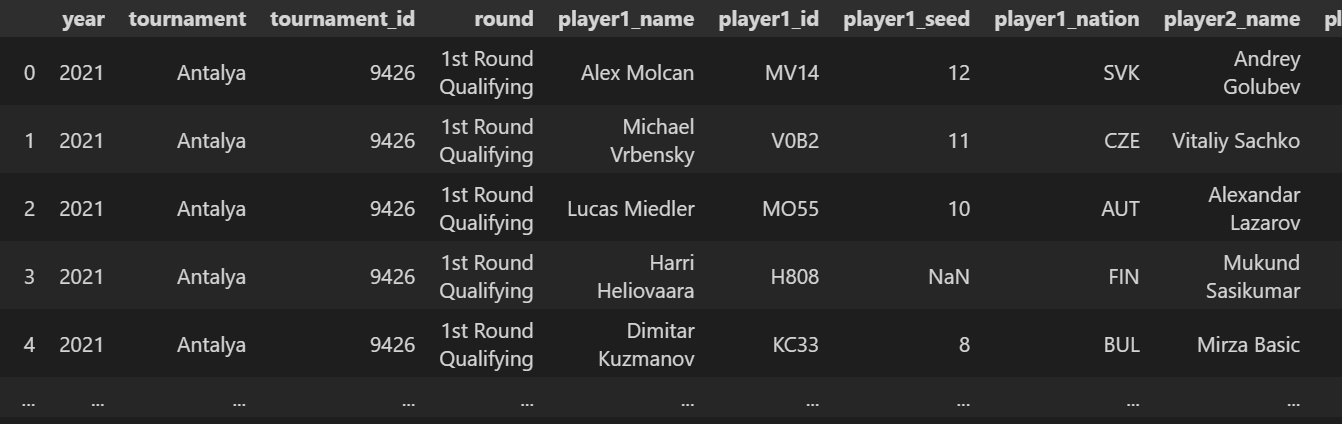 year tournament tournament_id round player1_name player1_id player1_seed player1_nation player2_name pl
0 2021 Antalya 9426 1st Round Qualifying Alex Molcan MV14 12 SVK Andrey Golubev
1 2021 Antalya 9426 1st Round Qualifying Michael Vrbensky V0B2 11 CZE Vitaliy Sachko
2 2021 Antalya 9426 1st Round Qualifying Lucas Miedler MO55 10 AUT Alexandar Lazarov
3 2021 Antalya 9426 1st Round Qualifying Harri Heliovaara H808 NaN FIN Mukund Sasikumar
4 2021 Antalya 9426 1st Round Qualifying Dimitar Kuzmanov KC33 8 BUL Mirza Basic
... ... ... ... ... ... ... ... ... ...